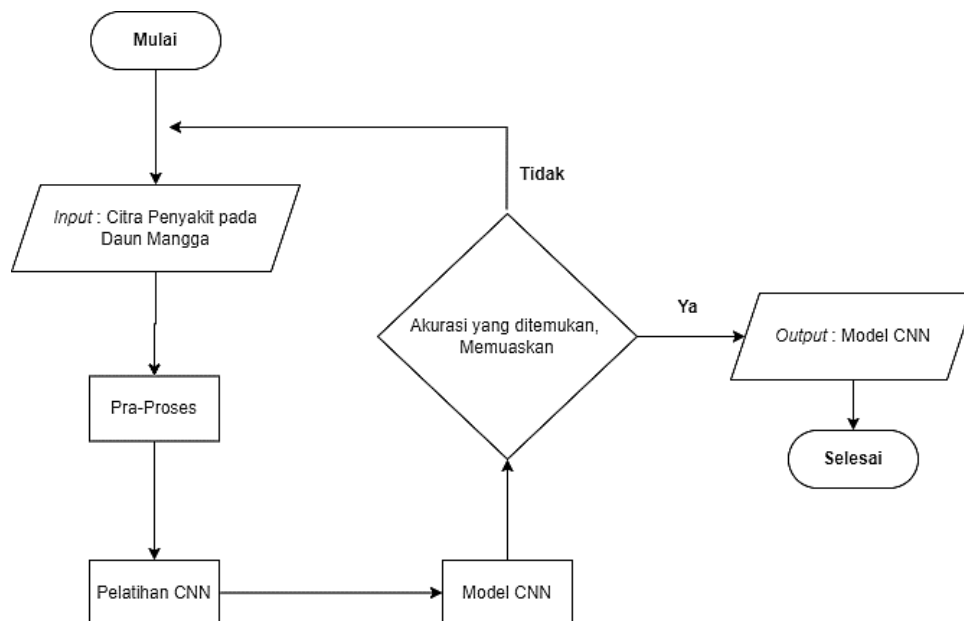 Mulai
Input : Citra Penyakit pada
Daun Mangga
Pra-Proses
Pelatihan CNN
Model CNN
Akurasi yang ditemukan,
Memuaskan
Tidak
Ya
Output : Model CNN
Selesai